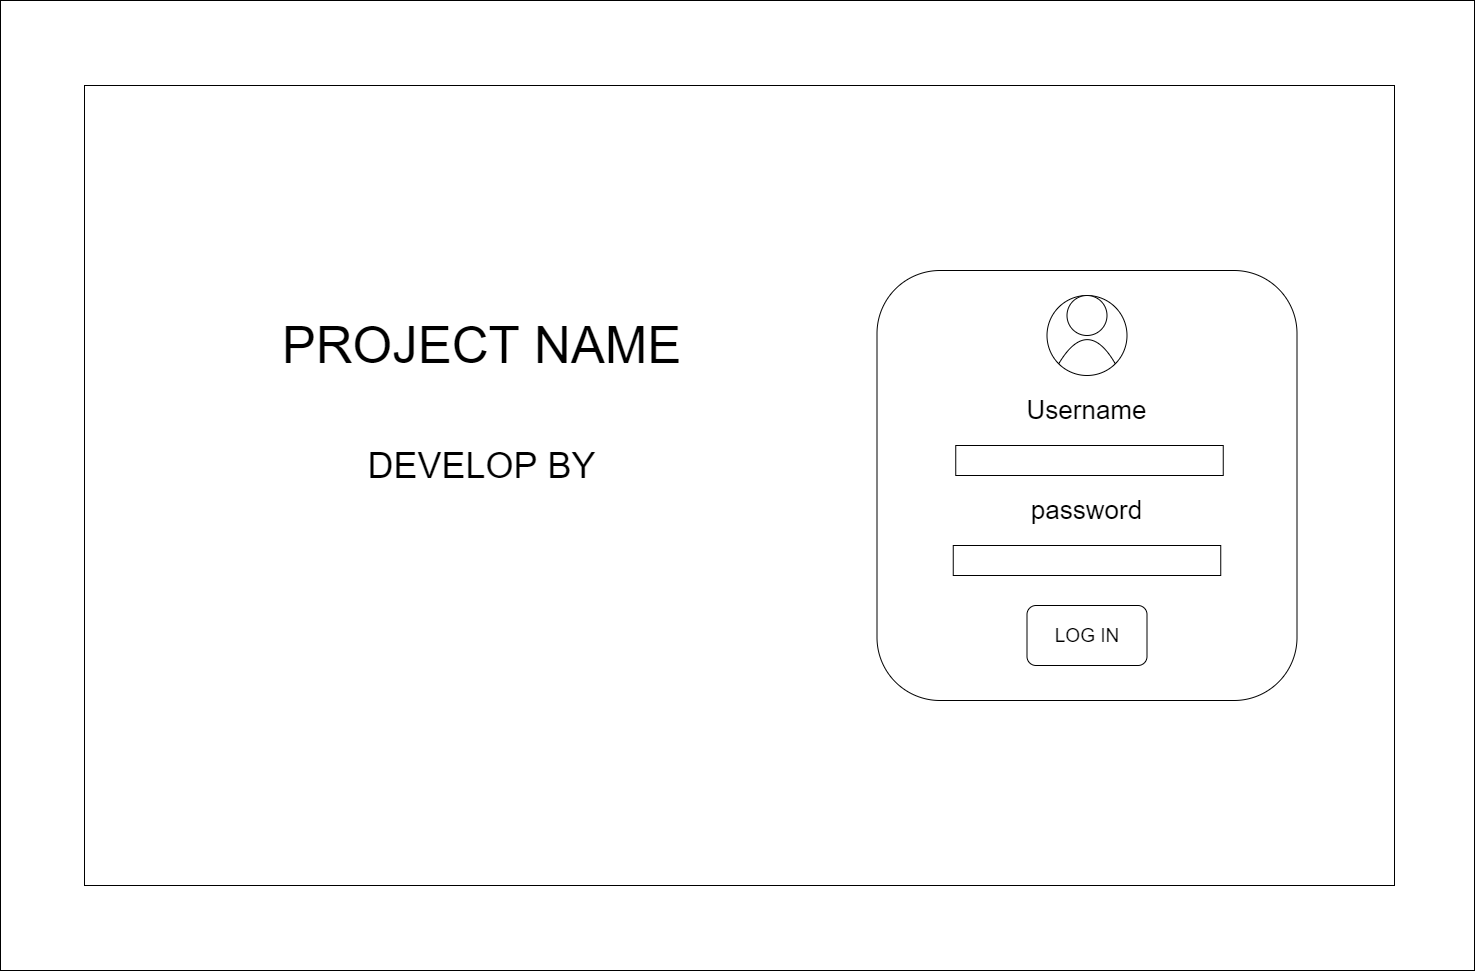 PROJECT NAME
DEVELOP BY
Username
password
LOG IN